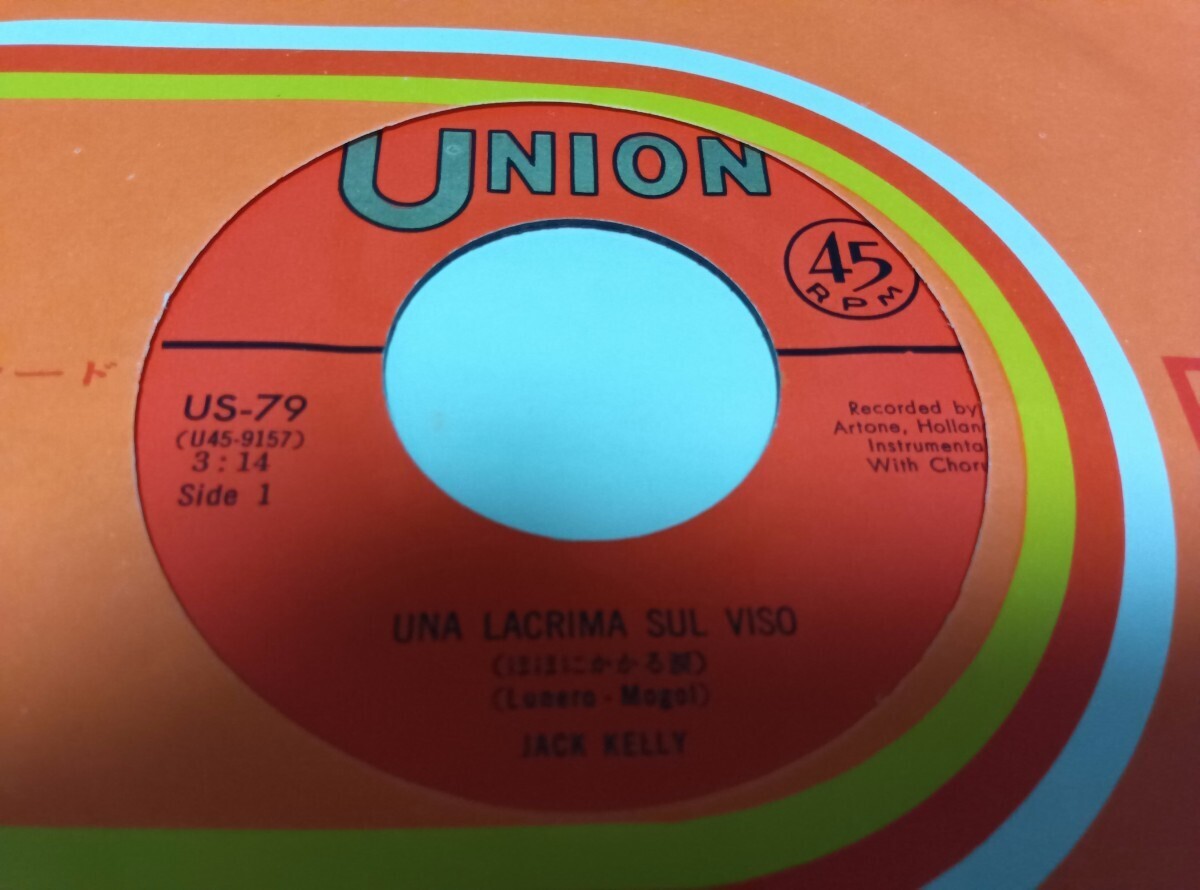 UNION
45
RPM
ード
US-79
(U45-9157)
3:14
Side 1
Recorded by
Artone, Hollan
Instrumenta
With Chor
UNA LACRIMA SUL VISO
(ほほにかかる涙)
(Lunero - Mogol)
JACK KELLY